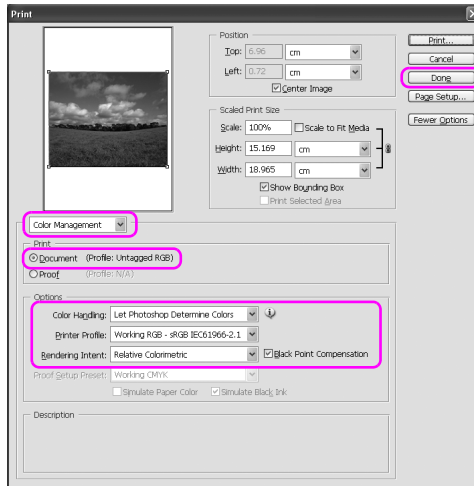 Print
Position
Top: 6.96 cm
Left: 0.72 cm
Center Image
Scaled Print Size
Scale: 100% Scale to Fit Media
Height: 15.169 cm
Width: 18.965 cm
Show Bounding Box
Print Selected Area
Print...
Cancel
Done
Page Setup...
Fewer Options
Color Management
Print
Document (Profile: Untagged RGB)
Proof (Profile: N/A)
Options
Color Handling: Let Photoshop Determine Colors
Printer Profile: Working RGB - sRGB IEC61966-2.1
Rendering Intent: Relative Colorimetric Black Point Compensation
Proof Setup Preset: Working CMYK
Simulate Paper Color Simulate Black Ink
Description